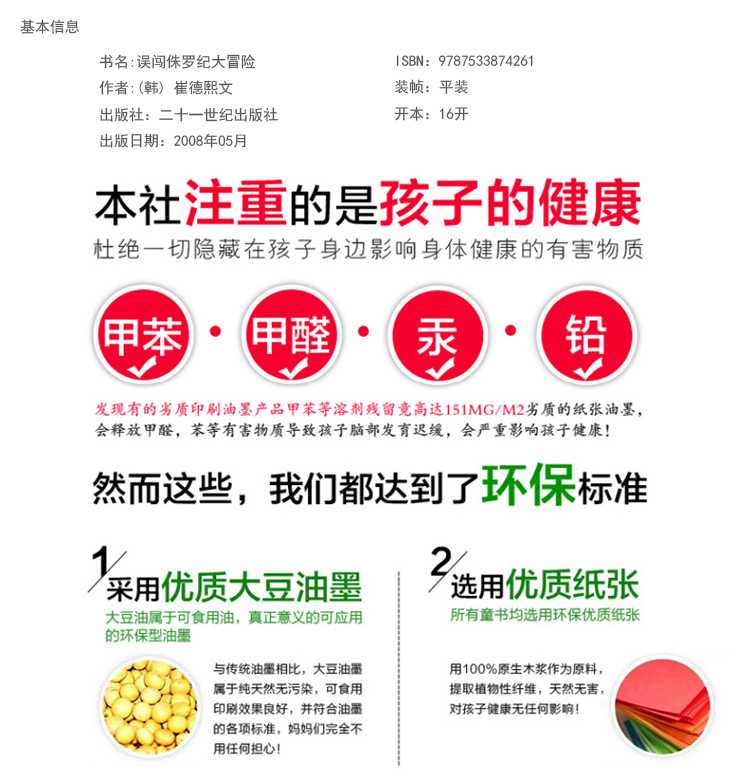 基本信息
书名:误闯侏罗纪大冒险
ISBN：9787533874261
作者:(韩) 崔德熙文
装帧：平装
出版社：二十一世纪出版社
开本：16开
出版日期：2008年05月
本社注重的是孩子的健康
杜绝一切隐藏在孩子身边影响身体健康的有害物质
甲苯·甲醛·汞·铅
发现有的劣质印刷油墨产品甲苯等溶剂残留竟高达151MG/M2劣质的纸张油墨，
会释放甲醛，苯等有害物质导致孩子脑部发育迟缓，会严重影响孩子健康！
然而这些，我们都达到了环保标准
1/采用优质大豆油墨
大豆油属于可食用油，真正意义的可应用
的环保型油墨
与传统油墨相比，大豆油墨
属于纯天然无污染，可食用
印刷效果良好，并符合油墨
的各项标准，妈妈们完全不
用任何担心！
2/选用优质纸张
所有童书均选用环保优质纸张
用100%原生木浆作为原料，
提取植物性纤维，天然无害，
对孩子健康无任何影响！